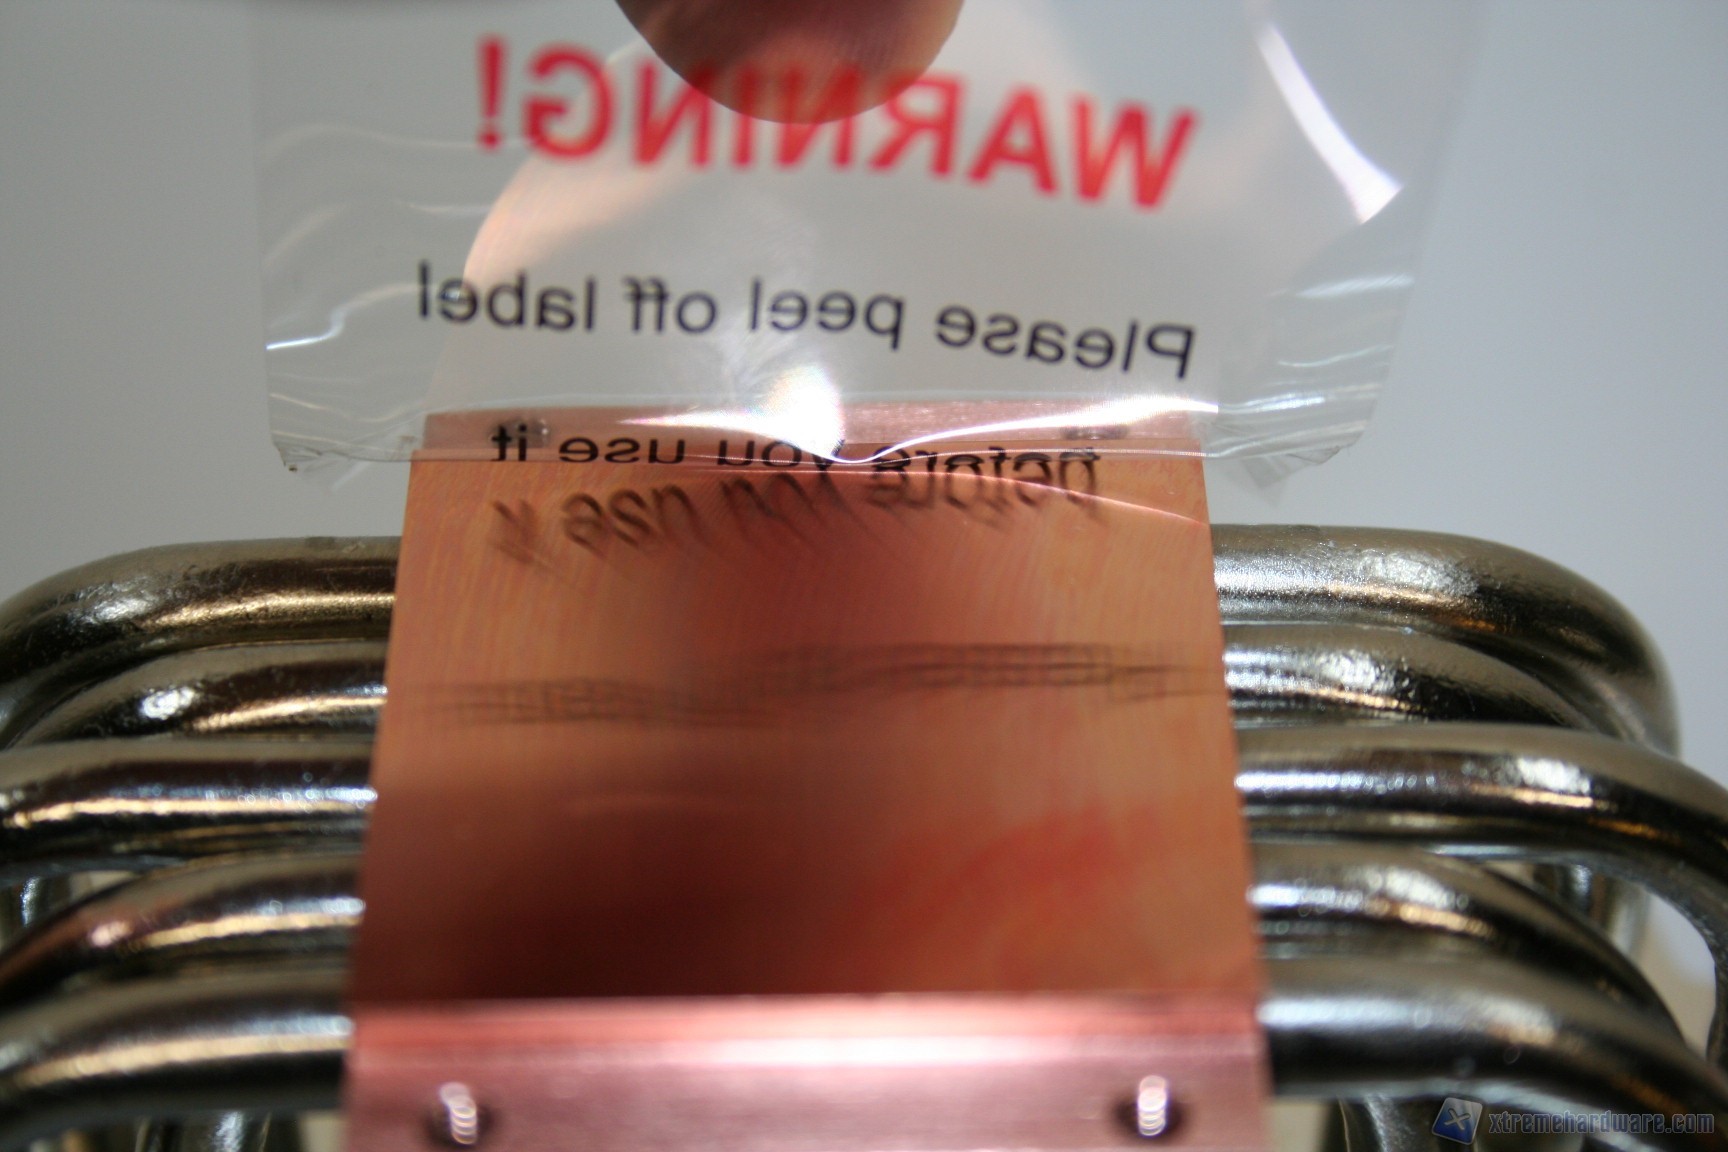 WARNING!
Please peel off label
before you use it
xtremehardware.com